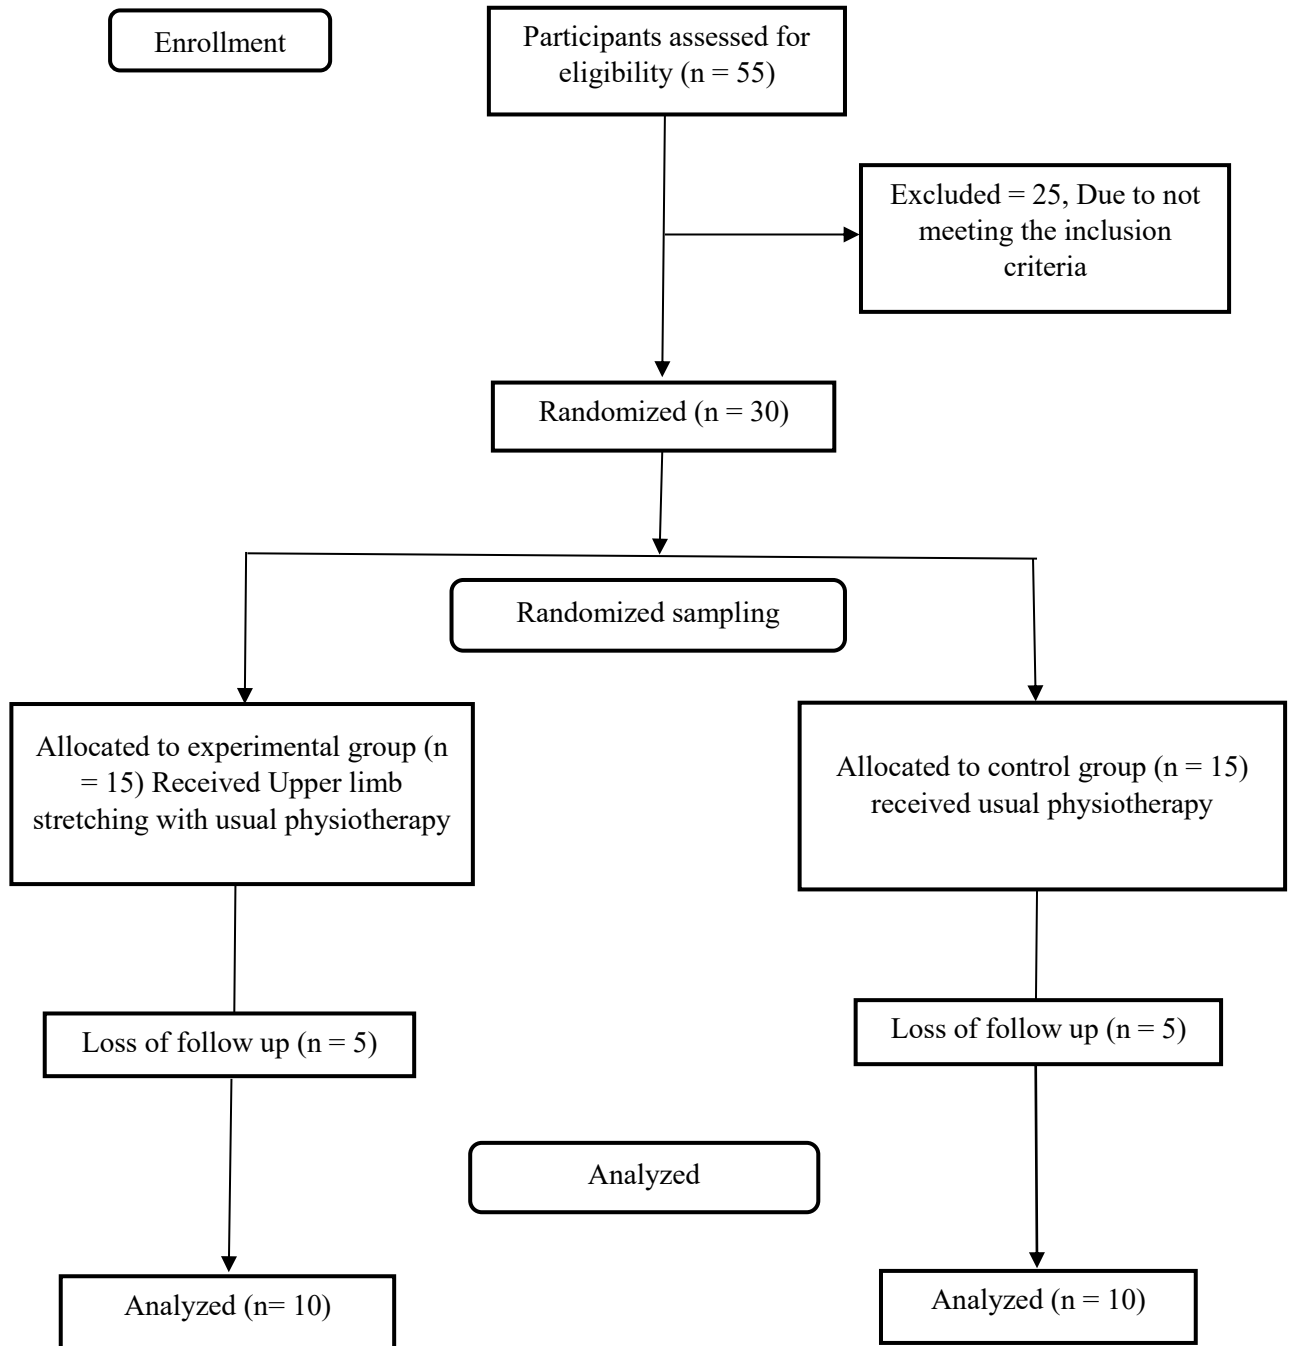 Enrollment
Participants assessed for
eligibility (n = 55)
Excluded = 25, Due to not
meeting the inclusion
criteria
Randomized (n = 30)
Randomized sampling
Allocated to experimental group (n
= 15) Received Upper limb
stretching with usual physiotherapy
Allocated to control group (n = 15)
received usual physiotherapy
Loss of follow up (n = 5)
Loss of follow up (n = 5)
Analyzed
Analyzed (n= 10)
Analyzed (n = 10)